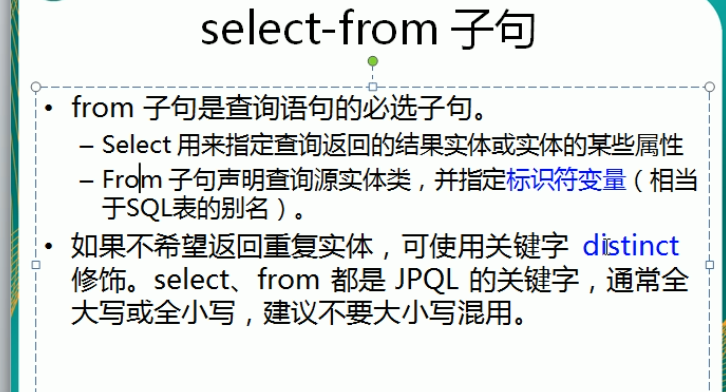 select-from 子句
• from 子句是查询语句的必选子句。
– Select 用来指定查询返回的结果实体或实体的某些属性
– From 子句声明查询源实体类，并指定标识符变量（相当
于SQL表的别名）。
• 如果不希望返回重复实体，可使用关键字 distinct
修饰。select、from 都是 JPQL 的关键字，通常全
大写或全小写，建议不要大小写混用。